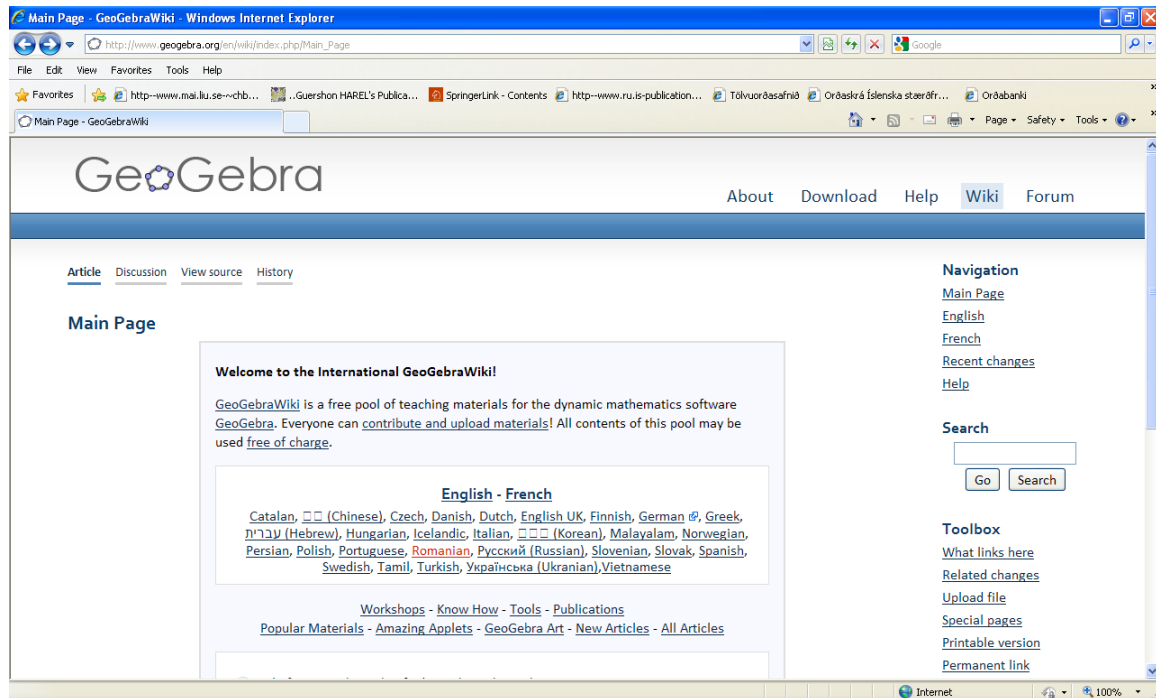 Main Page - GeoGebraWiki - Windows Internet Explorer
http://www.geogebra.org/en/wiki/index.php/Main_Page
Google
File Edit View Favorites Tools Help
Favorites http--www.mai.liu.se-~chb... ..Guershon HAREL's Publica... SpringerLink - Contents http--www.ru.is-publication... Tölvuorðasafnið Orðaskrá Íslenska stærðfr... Orðabanki
Main Page - GeoGebraWiki
Page Safety Tools
GeoGebra
About Download Help Wiki Forum
Article Discussion View source History
Main Page
Welcome to the International GeoGebraWiki!
GeoGebraWiki is a free pool of teaching materials for the dynamic mathematics software
GeoGebra. Everyone can contribute and upload materials! All contents of this pool may be
used free of charge.
English - French
Catalan, □□ (Chinese), Czech, Danish, Dutch, English UK, Finnish, German, Greek,
עברית (Hebrew), Hungarian, Icelandic, Italian, □□□ (Korean), Malayalam, Norwegian,
Persian, Polish, Portuguese, Romanian, Русский (Russian), Slovenian, Slovak, Spanish,
Swedish, Tamil, Turkish, Українська (Ukranian),Vietnamese
Workshops - Know How - Tools - Publications
Popular Materials - Amazing Applets - GeoGebra Art - New Articles - All Articles
Navigation
Main Page
English
French
Recent changes
Help
Search
Go Search
Toolbox
What links here
Related changes
Upload file
Special pages
Printable version
Permanent link
Internet 100%